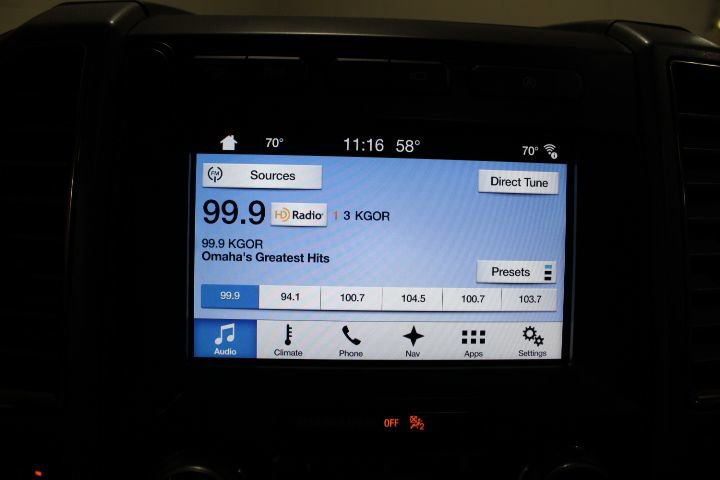 70° 11:16 58° 70°
FM Sources
Direct Tune
99.9 HD Radio 1 3 KGOR
99.9 KGOR
Omaha's Greatest Hits
Presets
99.9 94.1 100.7 104.5 100.7 103.7
Audio Climate Phone Nav Apps Settings
OFF 2